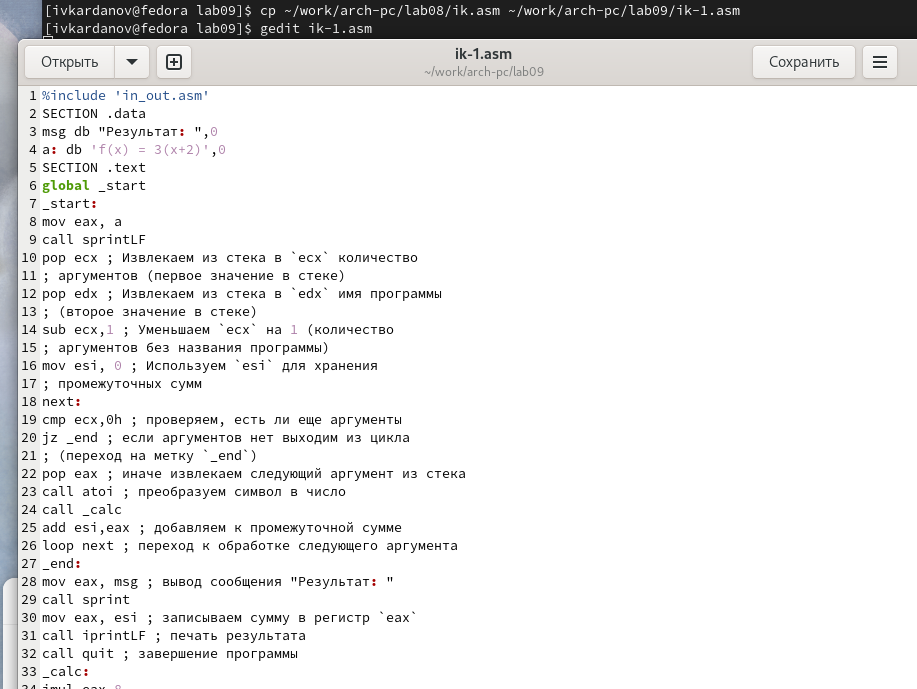 [ivkardanov@fedora lab09]$ cp ~/work/arch-pc/lab08/ik.asm ~/work/arch-pc/lab09/ik-1.asm
[ivkardanov@fedora lab09]$ gedit ik-1.asm
Открыть
ik-1.asm
~/work/arch-pc/lab09
Сохранить
1 %include 'in_out.asm'
2 SECTION .data
3 msg db "Результат: ",0
4 a: db 'f(x) = 3(x+2)',0
5 SECTION .text
6 global _start
7 _start:
8 mov eax, a
9 call sprintLF
10 pop ecx ; Извлекаем из стека в `ecx` количество
11 ; аргументов (первое значение в стеке)
12 pop edx ; Извлекаем из стека в `edx` имя программы
13 ; (второе значение в стеке)
14 sub ecx,1 ; Уменьшаем `ecx` на 1 (количество
15 ; аргументов без названия программы)
16 mov esi, 0 ; Используем `esi` для хранения
17 ; промежуточных сумм
18 next:
19 cmp ecx,0h ; проверяем, есть ли еще аргументы
20 jz _end ; если аргументов нет выходим из цикла
21 ; (переход на метку `_end`)
22 pop eax ; иначе извлекаем следующий аргумент из стека
23 call atoi ; преобразуем символ в число
24 call _calc
25 add esi,eax ; добавляем к промежуточной сумме
26 loop next ; переход к обработке следующего аргумента
27 _end:
28 mov eax, msg ; вывод сообщения "Результат: "
29 call sprint
30 mov eax, esi ; записываем сумму в регистр `eax`
31 call iprintLF ; печать результата
32 call quit ; завершение программы
33 _calc:
34 imul eax